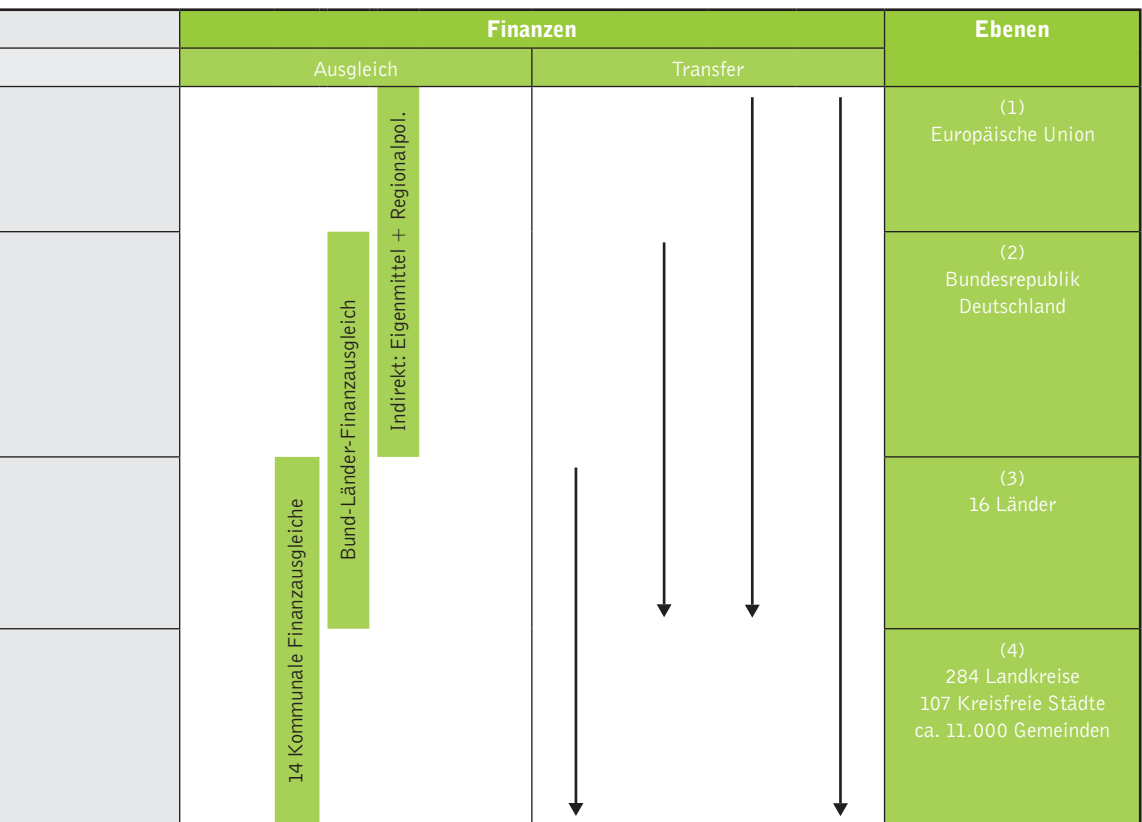 Finanzen
Ebenen
Ausgleich
Transfer
Indirekt: Eigenmittel + Regionalpol.
(1)
Europäische Union
Bund-Länder-Finanzausgleich
(2)
Bundesrepublik
Deutschland
14 Kommunale Finanzausgleiche
(3)
16 Länder
(4)
284 Landkreise
107 Kreisfreie Städte
ca. 11.000 Gemeinden